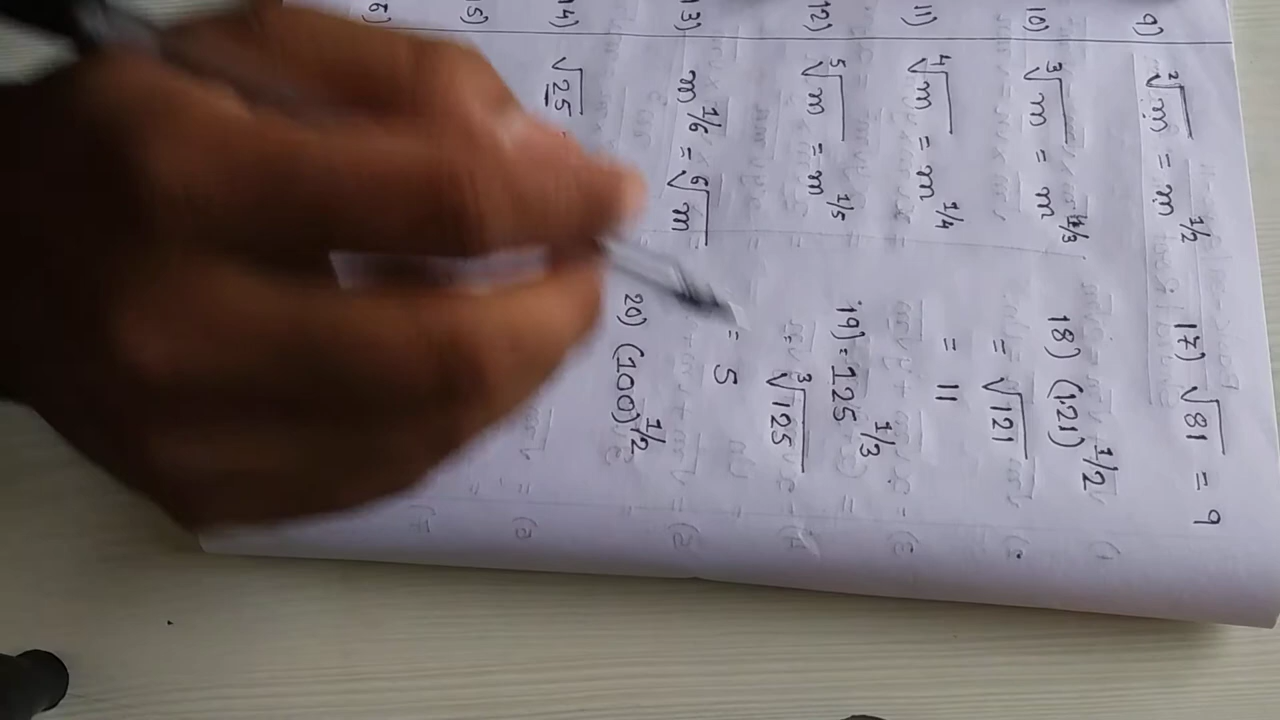 9) ²√m = m^1/2
10) ³√m = m^1/3
11) ⁴√m = m^1/4
12) ⁵√m = m^1/5
13) m^1/6 = ⁶√m
14) √25 =
15)
17) √81 = 9
18) (121)^1/2
= √121
= 11
19) = 125^1/3
= ³√125
= 5
20) (100)^1/2